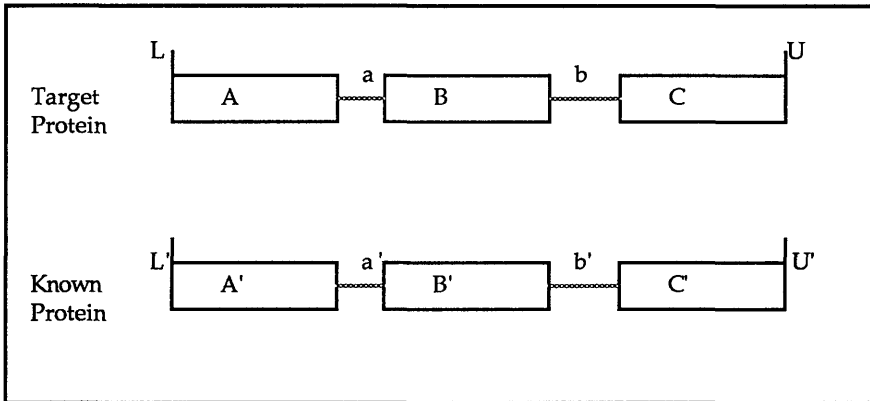 L U
a b
Target
Protein
A B C
L' U'
a' b'
Known
Protein
A' B' C'